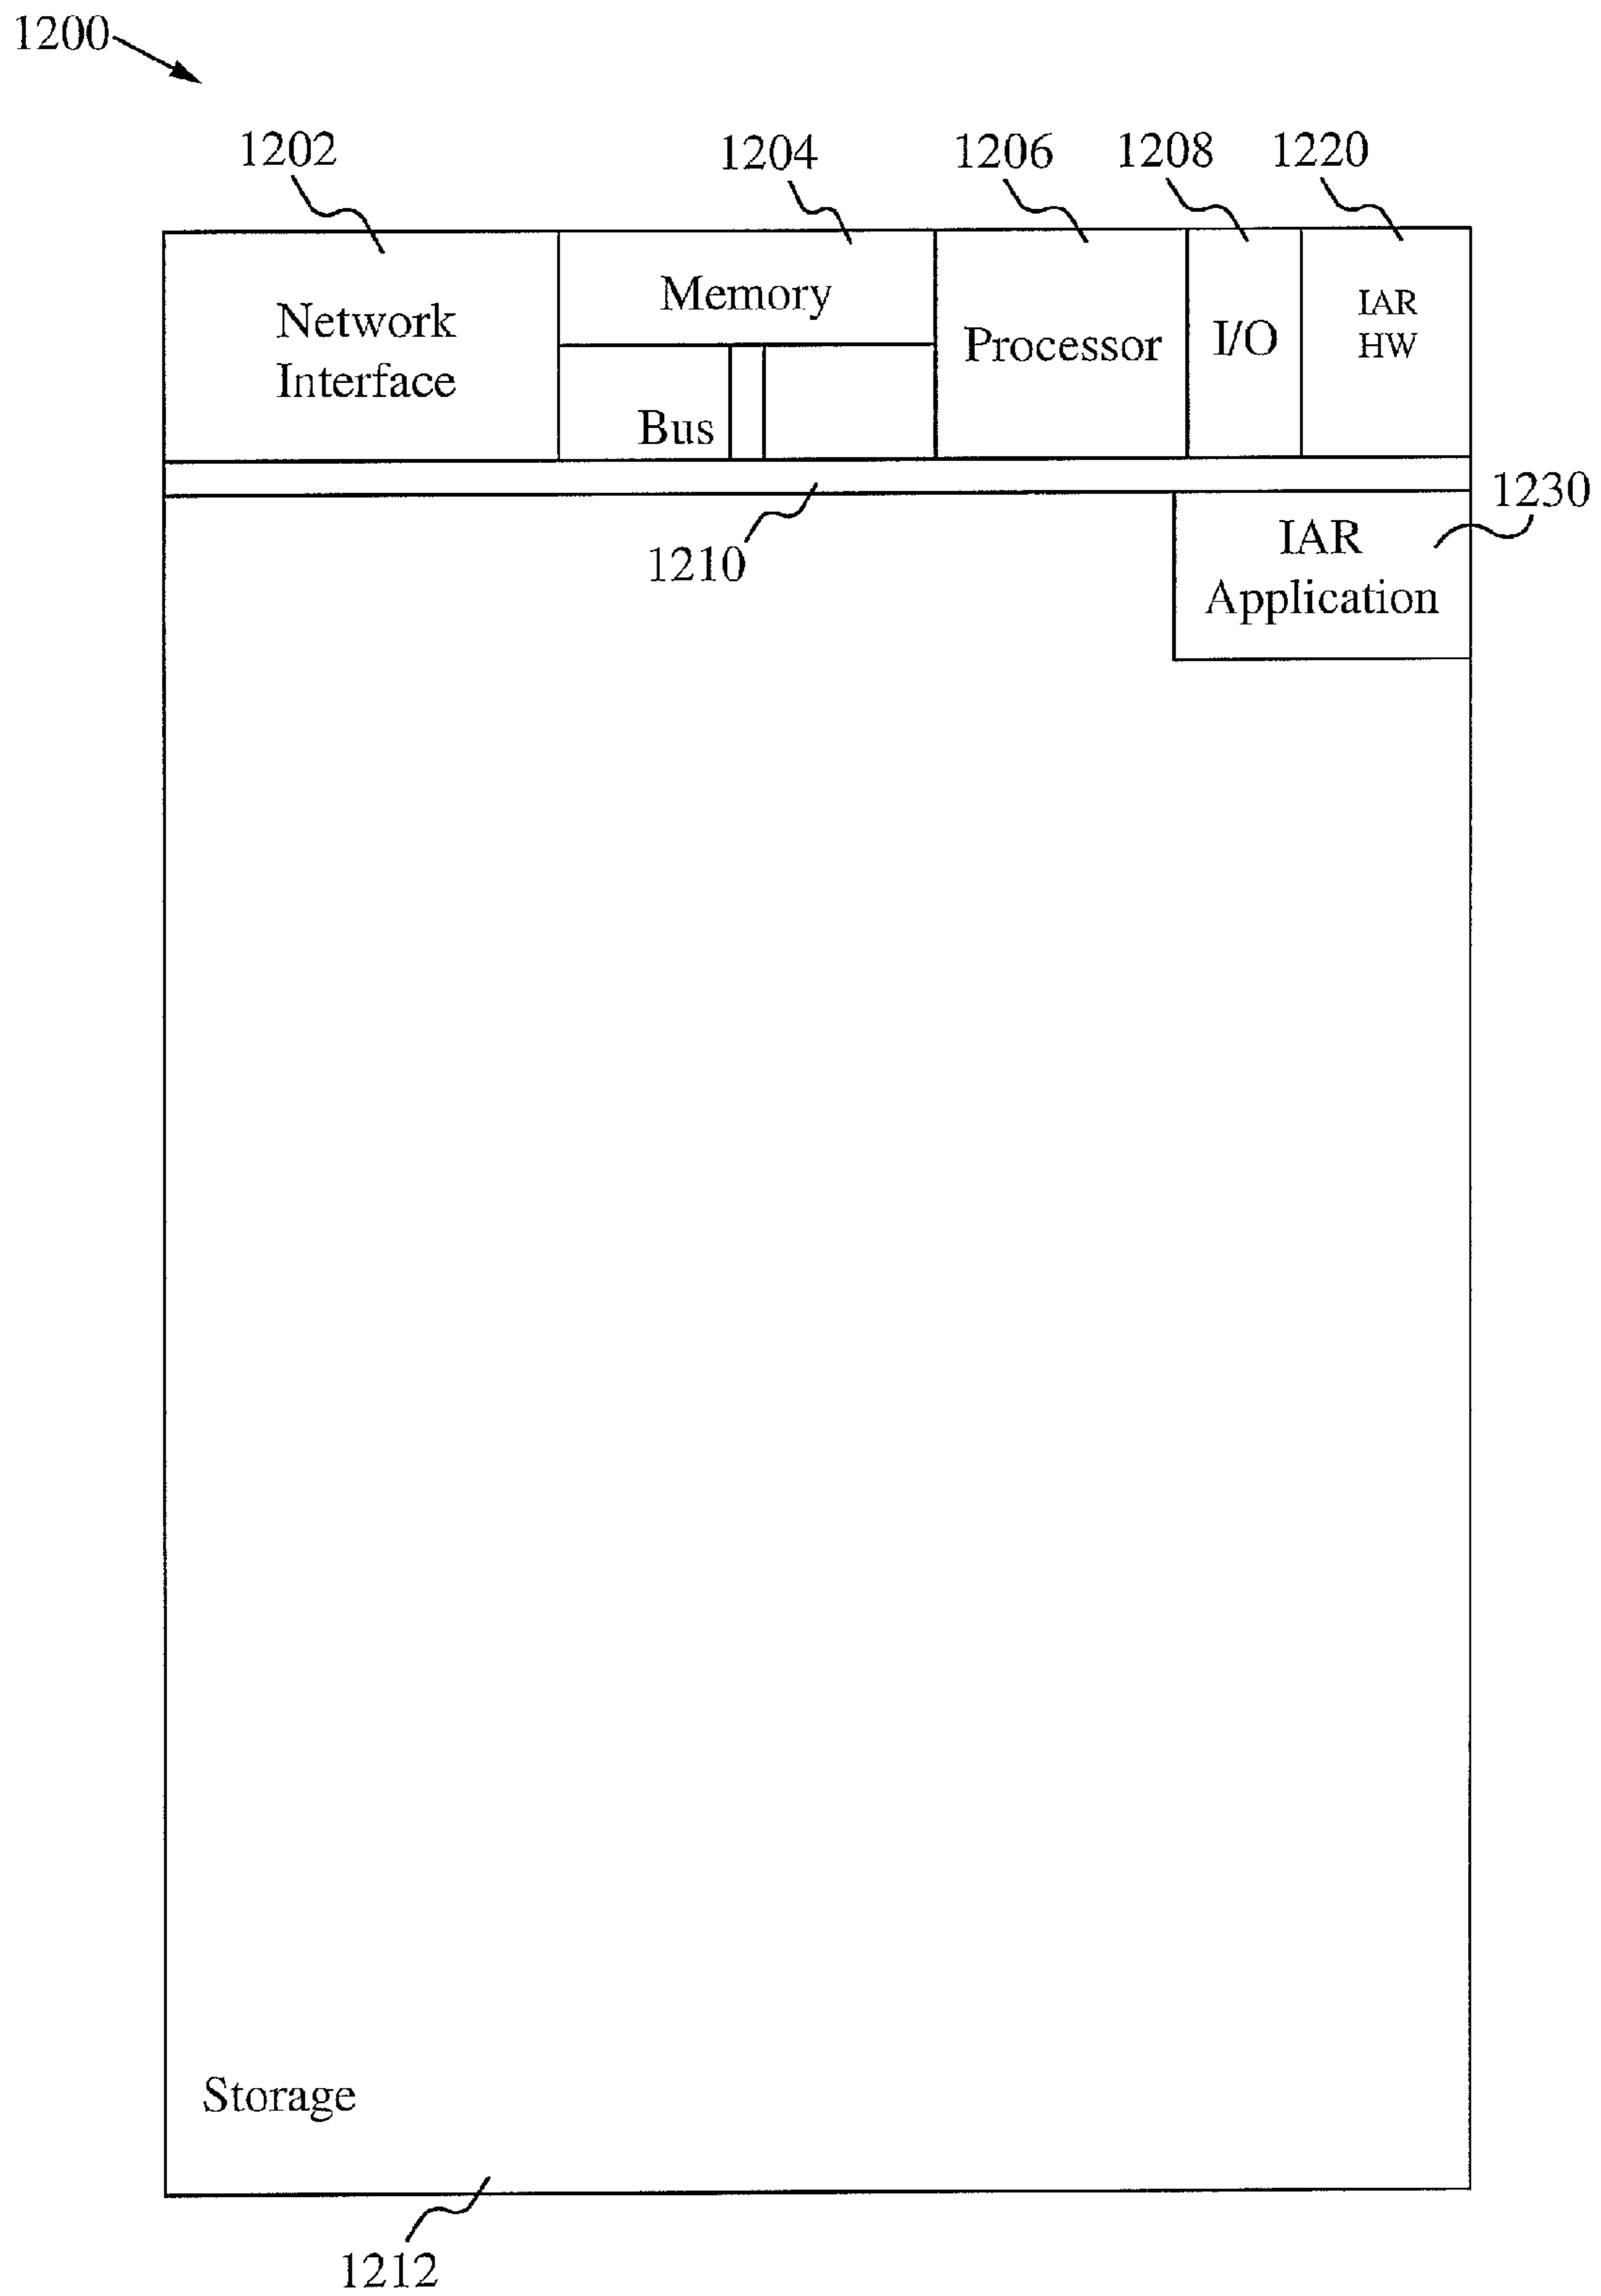 1200
1202
1204
1206
1208
1220
Network
Interface
Memory
Bus
Processor
I/O
IAR
HW
1210
1230
IAR
Application
Storage
1212